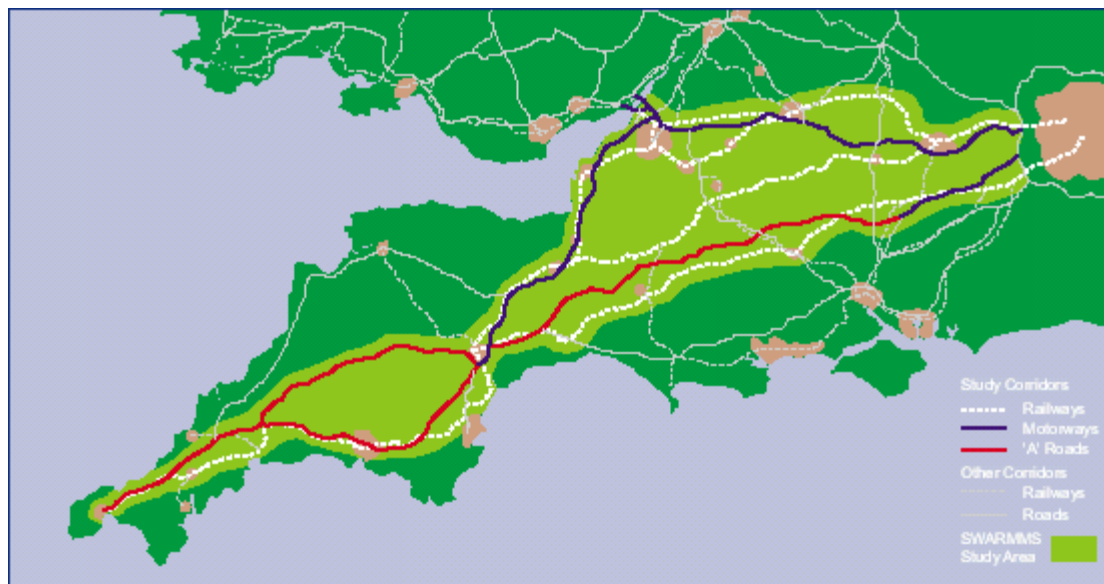 Study Corridors
Railways
Motorways
'A' Roads
Other Corridors
Railways
Roads
SWARMMS
Study Area